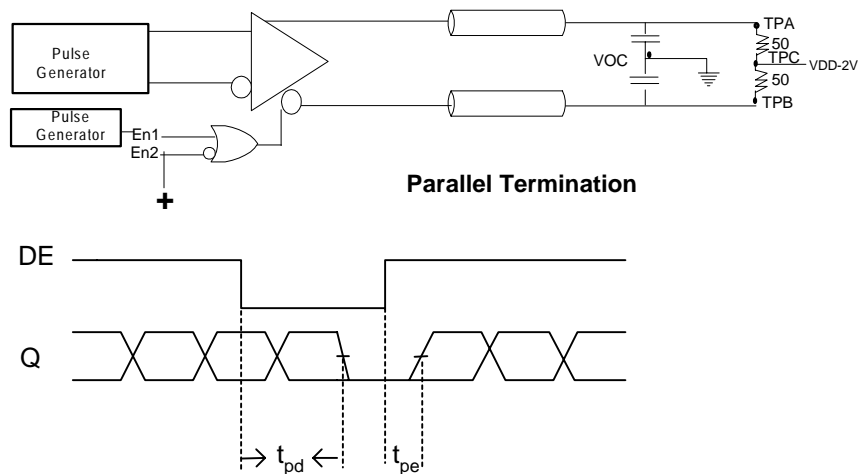 Pulse
Generator
Pulse
Generator
En1
En2
+
VOC
TPA
50
TPC
VDD-2V
50
TPB
Parallel Termination
DE
Q
tpd
tpe